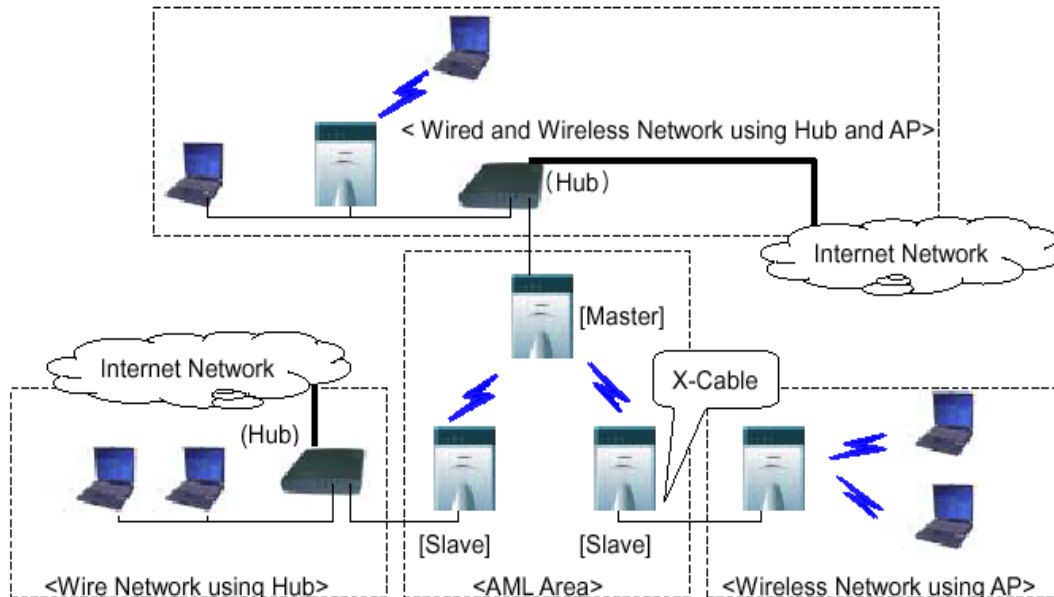 < Wired and Wireless Network using Hub and AP>
(Hub)
Internet Network
[Master]
Internet Network
X-Cable
(Hub)
[Slave]
[Slave]
<Wire Network using Hub>
<AML Area>
<Wireless Network using AP>